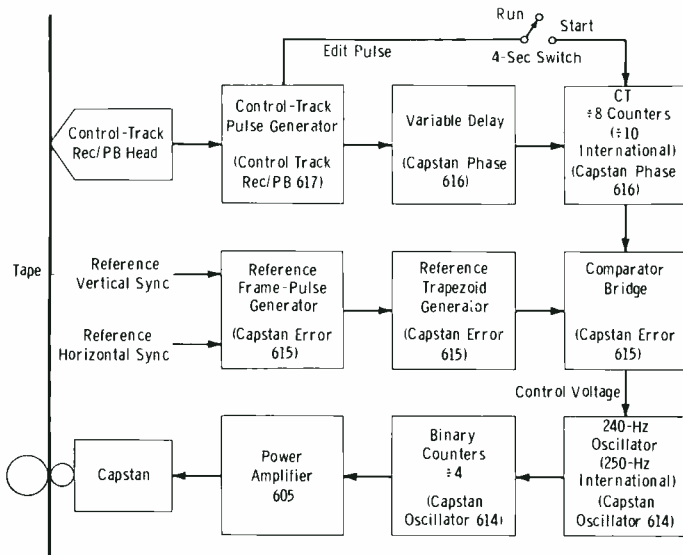 Run
Start
Edit Pulse
4-Sec Switch
Control-Track
Rec/PB Head
Control-Track
Pulse Generator
(Control Track
Rec/PB 617)
Variable Delay
(Capstan Phase
616)
CT
÷8 Counters
(÷10
International)
(Capstan Phase
616)
Tape
Reference
Vertical Sync
Reference
Horizontal Sync
Reference
Frame-Pulse
Generator
(Capstan Error
615)
Reference
Trapezoid
Generator
(Capstan Error
615)
Comparator
Bridge
(Capstan Error
615)
Control Voltage
Capstan
Power
Amplifier
605
Binary
Counters
÷4
(Capstan
Oscillator 614)
240-Hz
Oscillator
(250-Hz
International)
(Capstan
Oscillator 614)